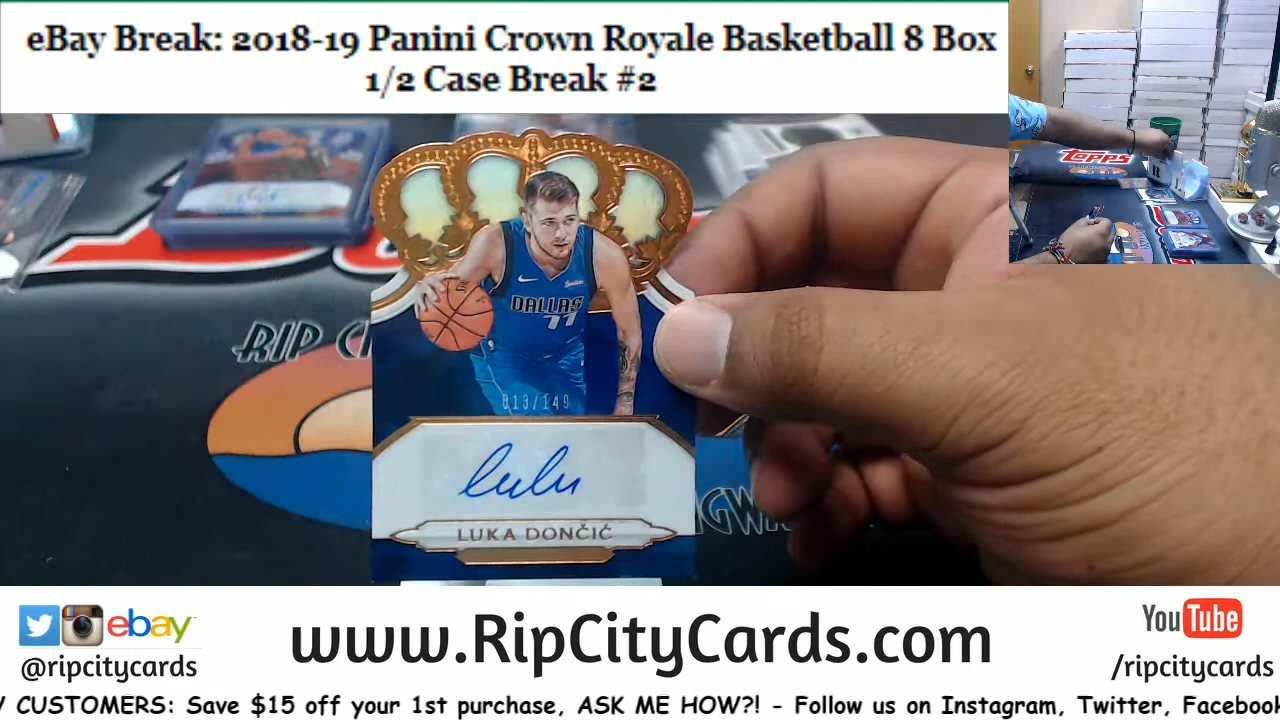 eBay Break: 2018-19 Panini Crown Royale Basketball 8 Box
1/2 Case Break #2
Topps
RIP CI
DALLAS
77
013/149
LUKA DONČIĆ
ebay
@ripcitycards
www.RipCityCards.com
YouTube
/ripcitycards
CUSTOMERS: Save $15 off your 1st purchase, ASK ME HOW?! - Follow us on Instagram, Twitter, Facebook